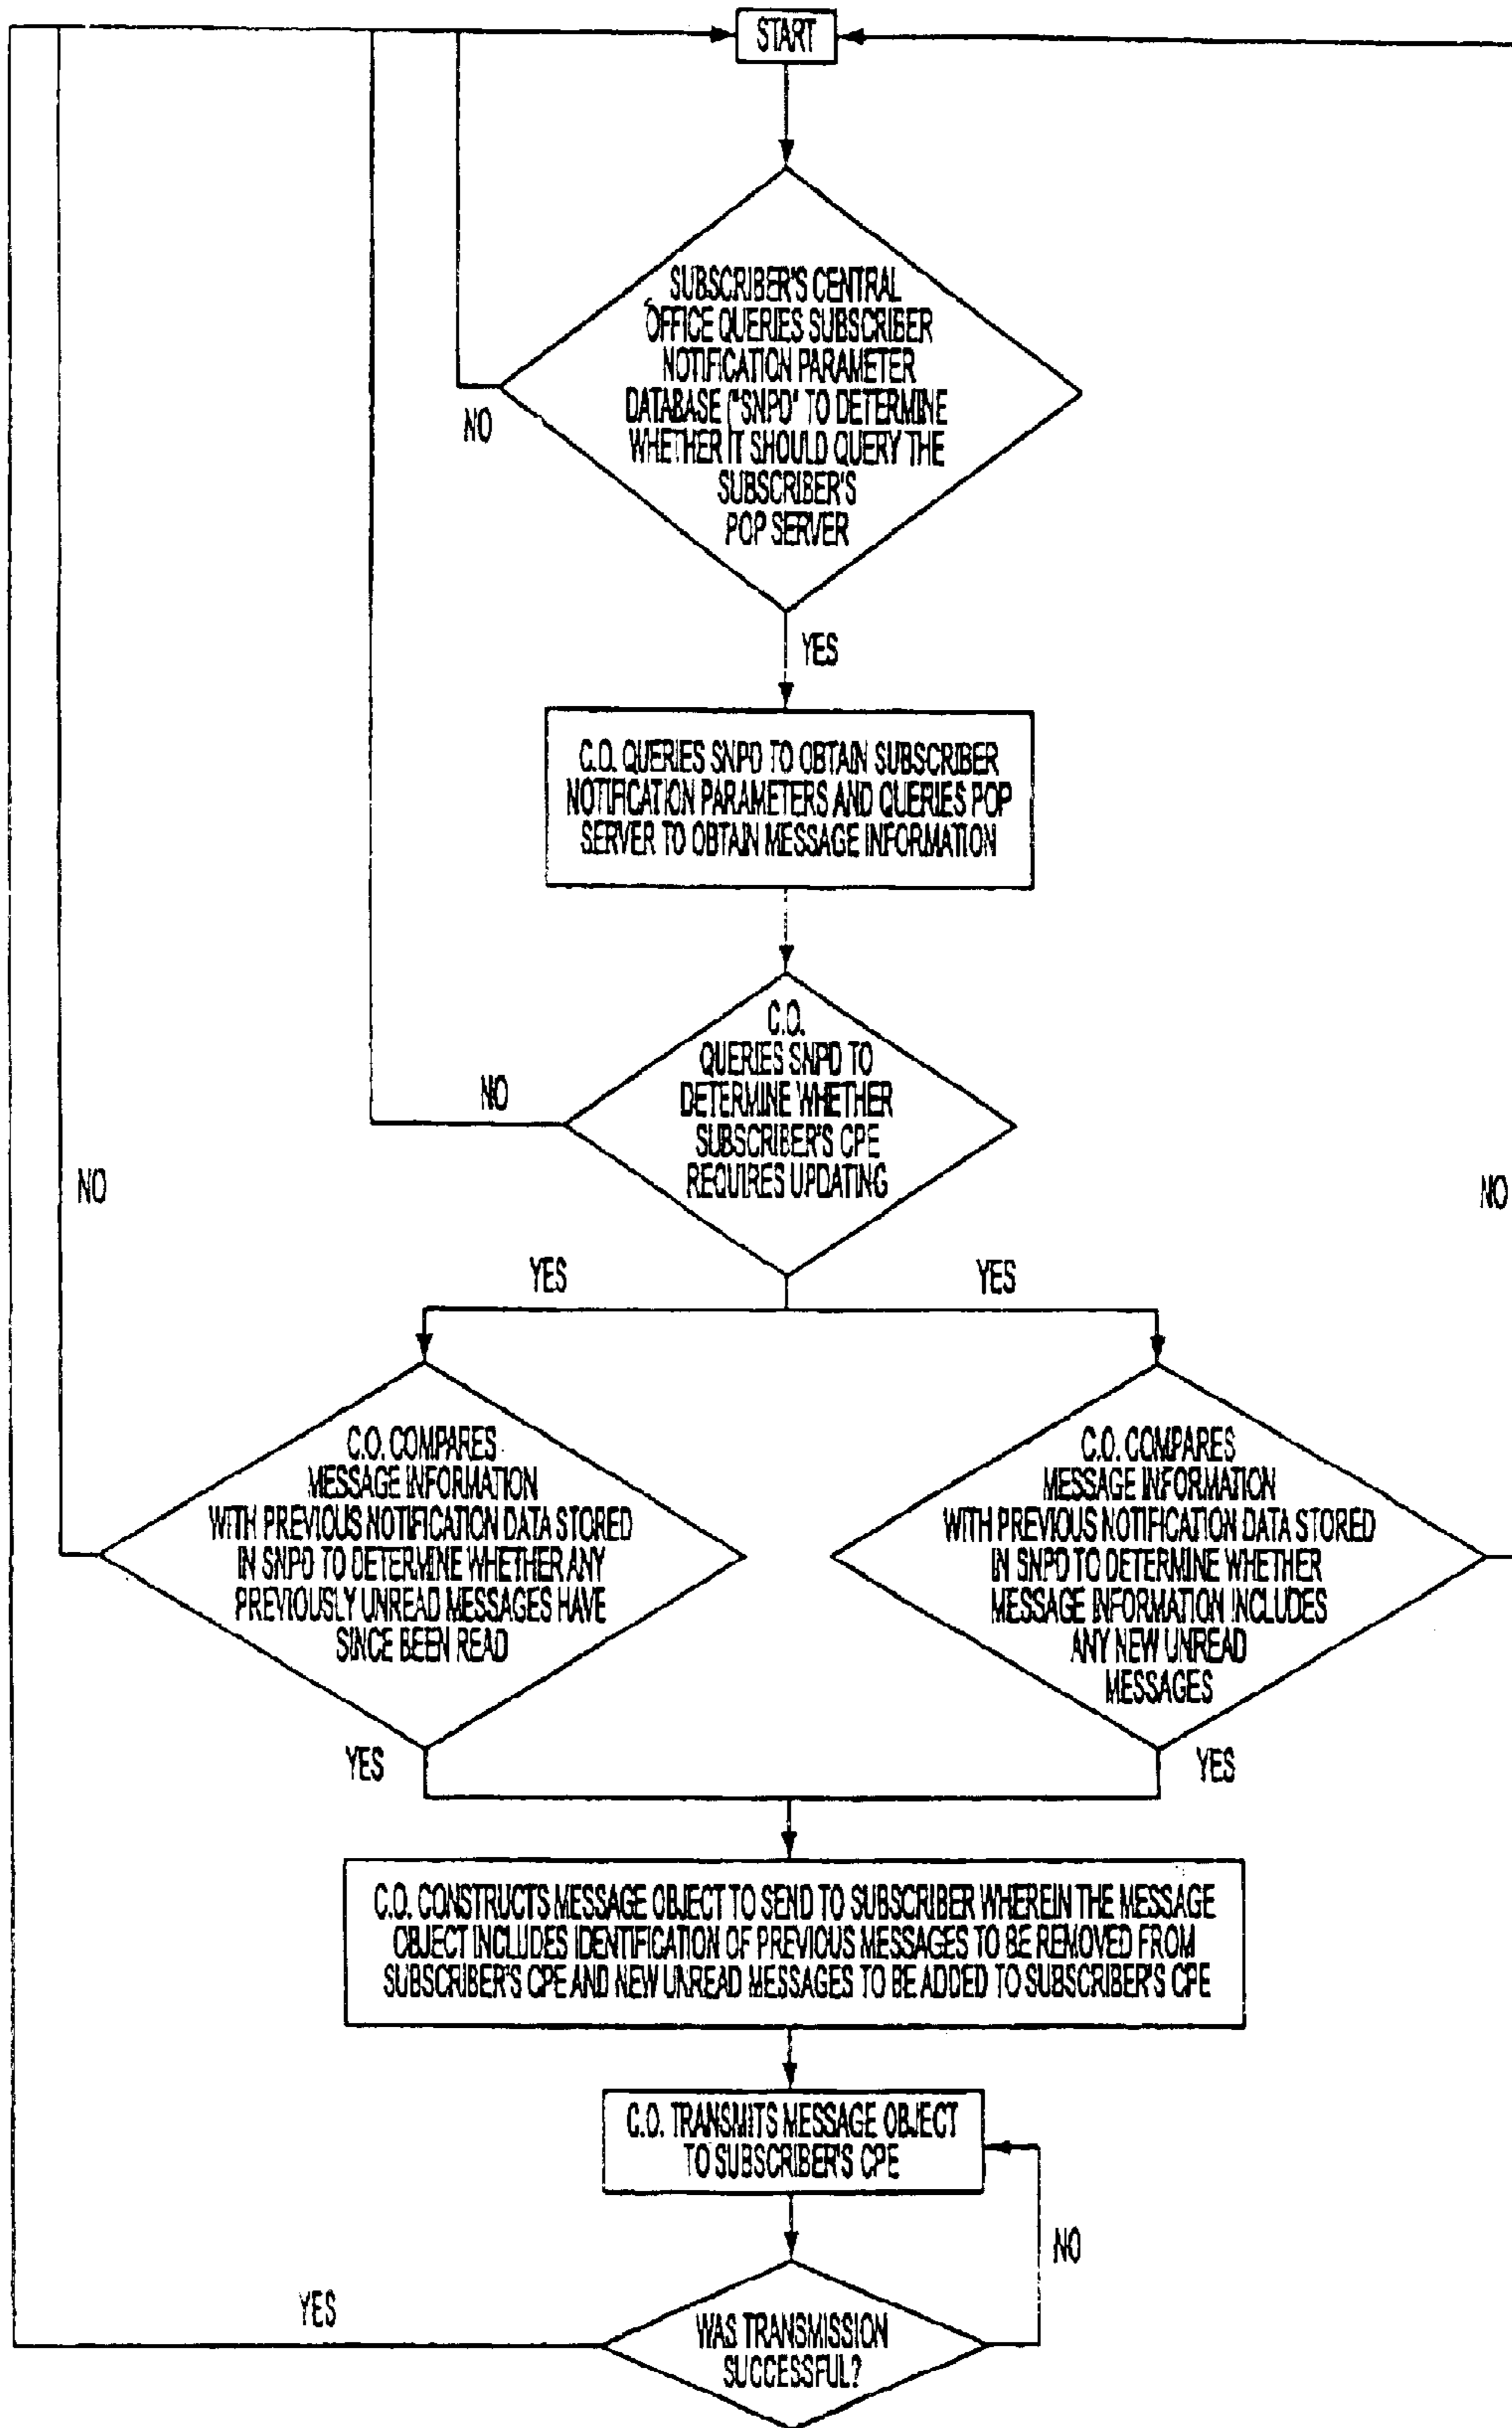 START
SUBSCRIBER'S CENTRAL
OFFICE QUERIES SUBSCRIBER
NOTIFICATION PARAMETER
DATABASE ("SNPD" TO DETERMINE
WHETHER IT SHOULD QUERY THE
SUBSCRIBER'S
POP SERVER
NO
YES
C.O. QUERIES SNPD TO OBTAIN SUBSCRIBER
NOTIFICATION PARAMETERS AND QUERIES POP
SERVER TO OBTAIN MESSAGE INFORMATION
C.O.
QUERIES SNPD TO
DETERMINE WHETHER
SUBSCRIBER'S CPE
REQUIRES UPDATING
NO
NO
NO
YES
YES
C.O. COMPARES
MESSAGE INFORMATION
WITH PREVIOUS NOTIFICATION DATA STORED
IN SNPD TO DETERMINE WHETHER ANY
PREVIOUSLY UNREAD MESSAGES HAVE
SINCE BEEN READ
C.O. COMPARES
MESSAGE INFORMATION
WITH PREVIOUS NOTIFICATION DATA STORED
IN SNPD TO DETERMINE WHETHER
MESSAGE INFORMATION INCLUDES
ANY NEW UNREAD
MESSAGES
YES
YES
C.O. CONSTRUCTS MESSAGE OBJECT TO SEND TO SUBSCRIBER WHEREIN THE MESSAGE
OBJECT INCLUDES IDENTIFICATION OF PREVIOUS MESSAGES TO BE REMOVED FROM
SUBSCRIBER'S CPE AND NEW UNREAD MESSAGES TO BE ADDED TO SUBSCRIBER'S CPE
C.O. TRANSMITS MESSAGE OBJECT
TO SUBSCRIBER'S CPE
NO
YES
WAS TRANSMISSION
SUCCESSFUL?